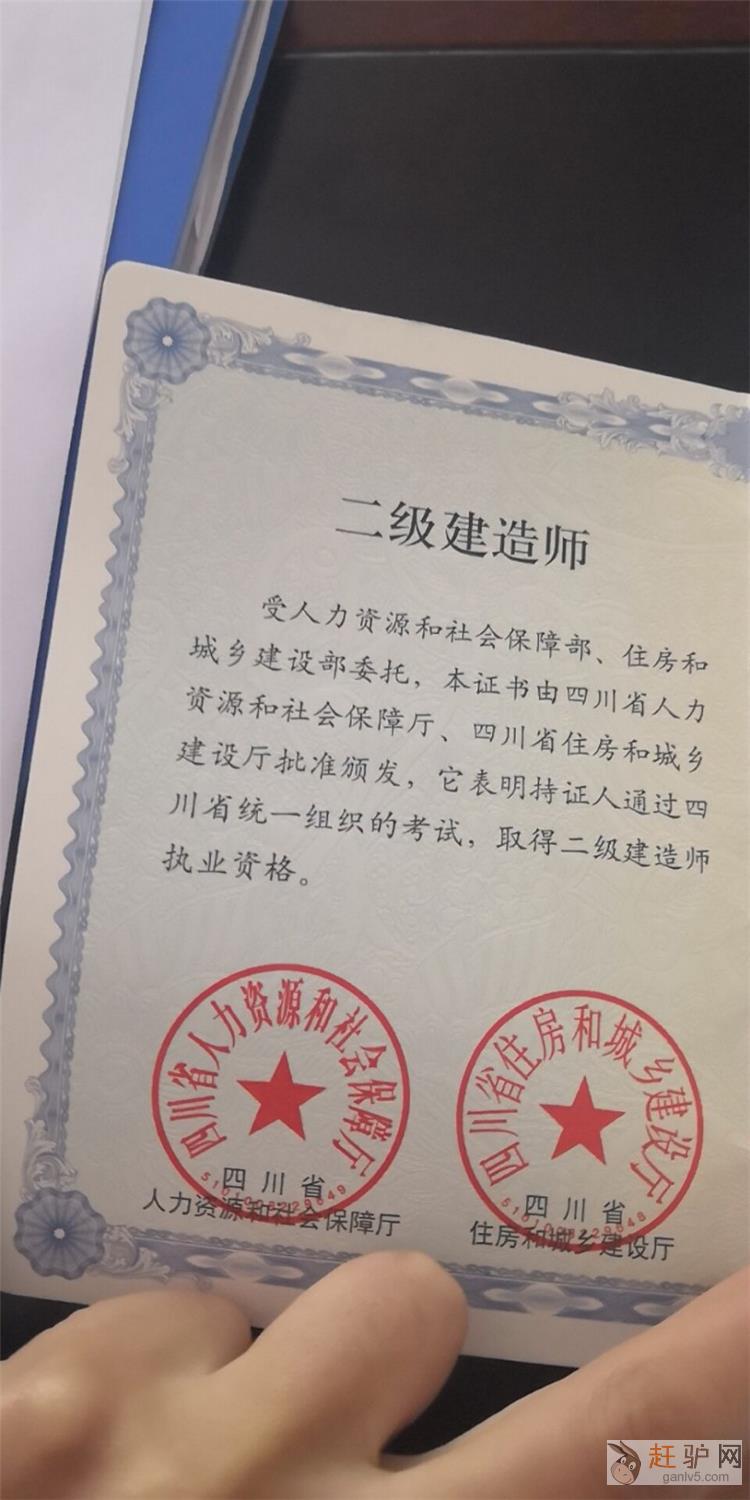 二级建造师
受人力资源和社会保障部、住房和
城乡建设部委托，本证书由四川省人力
资源和社会保障厅、四川省住房和城乡
建设厅批准颁发，它表明持证人通过四
川省统一组织的考试，取得二级建造师
执业资格。
四川省人力资源和社会保障厅
四川省
人力资源和社会保障厅
四川省住房和城乡建设厅
四川省
住房和城乡建设厅
赶驴网
ganlv5.com